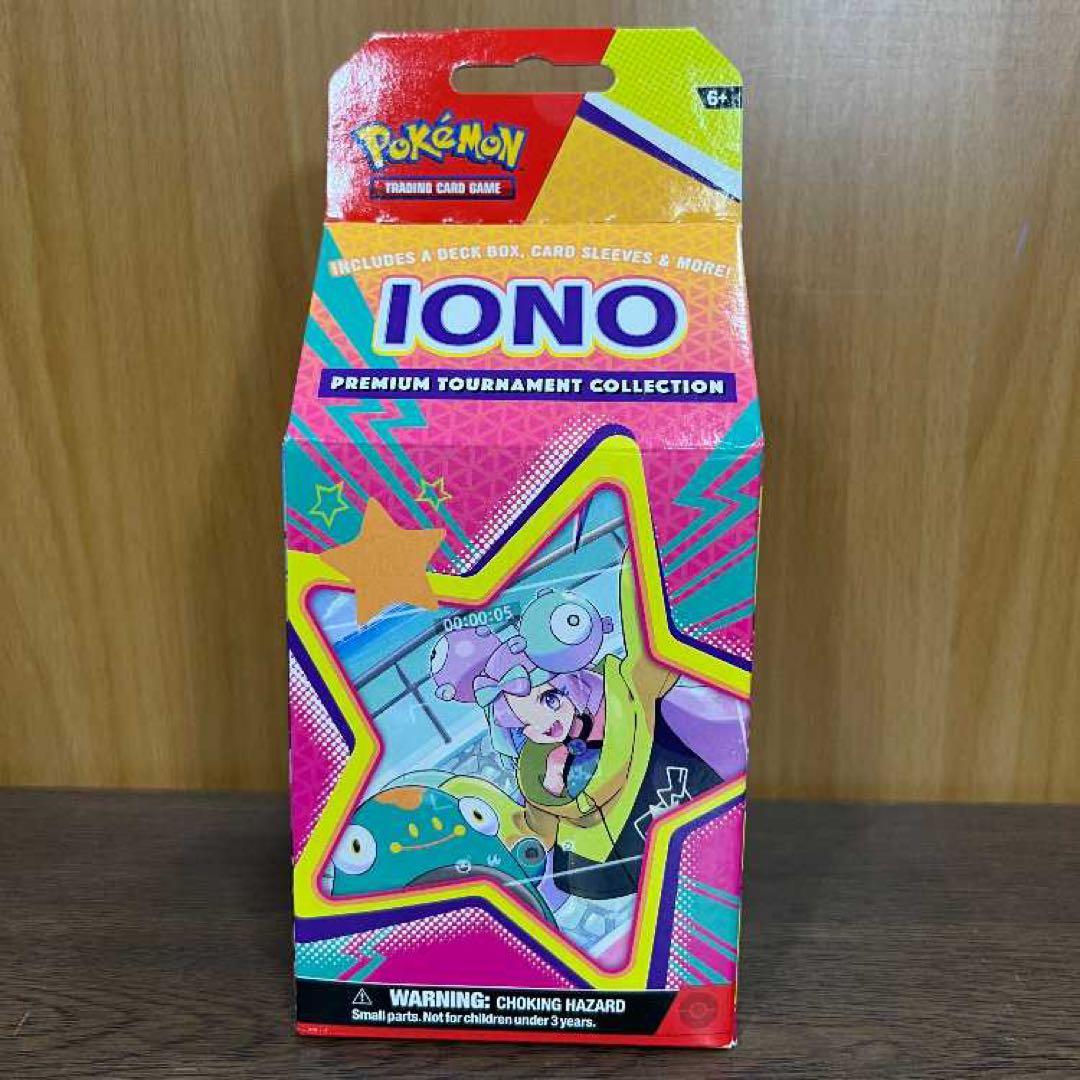 6+
POKéMON
TRADING CARD GAME
INCLUDES A DECK BOX, CARD SLEEVES & MORE!
IONO
PREMIUM TOURNAMENT COLLECTION
00:00:05
WARNING: CHOKING HAZARD
Small parts. Not for children under 3 years.